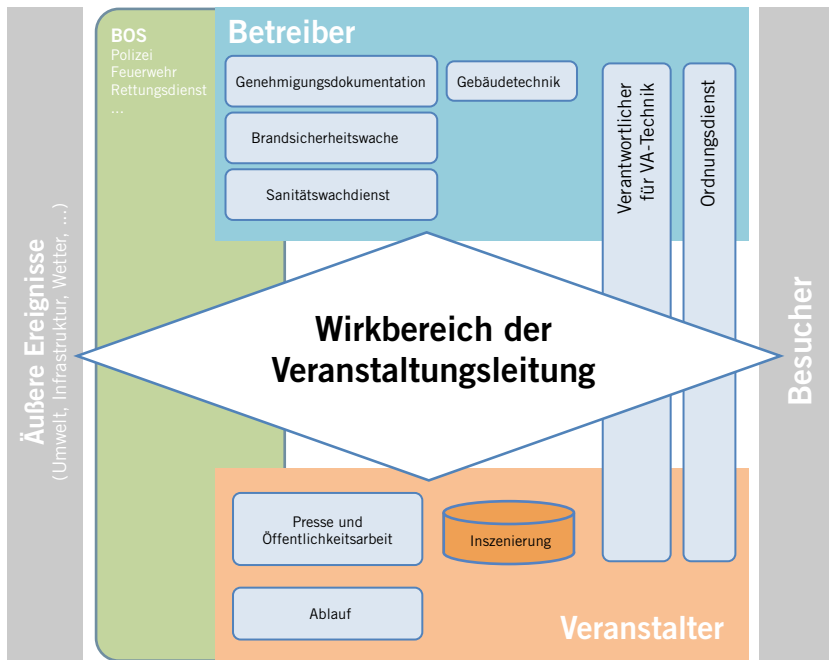 BOS
Polizei
Feuerwehr
Rettungsdienst
...
Betreiber
Genehmigungsdokumentation
Gebäudetechnik
Brandsicherheitswache
Sanitätswachdienst
Verantwortlicher
für VA-Technik
Ordnungsdienst
Äußere Ereignisse
(Umwelt, Infrastruktur, Wetter, ...)
Wirkbereich der
Veranstaltungsleitung
Besucher
Presse und
Öffentlichkeitsarbeit
Inszenierung
Ablauf
Veranstalter